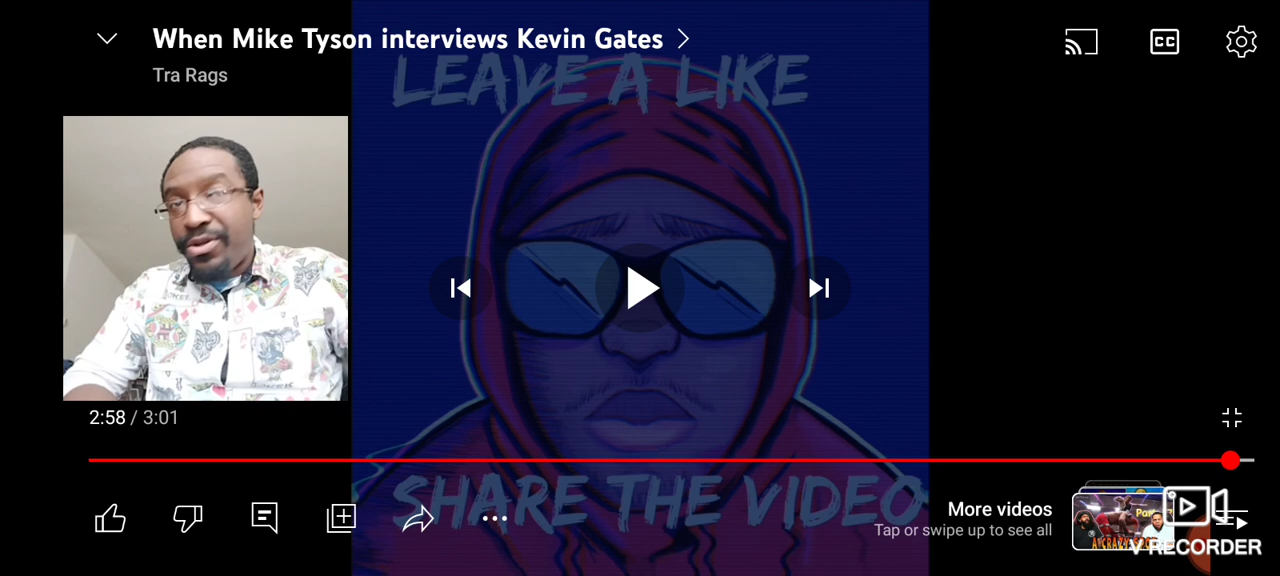 When Mike Tyson interviews Kevin Gates
Tra Rags
CC
LEAVE A LIKE
2:58 / 3:01
SHARE THE VIDEO
More videos
Tap or swipe up to see all
V RECORDER